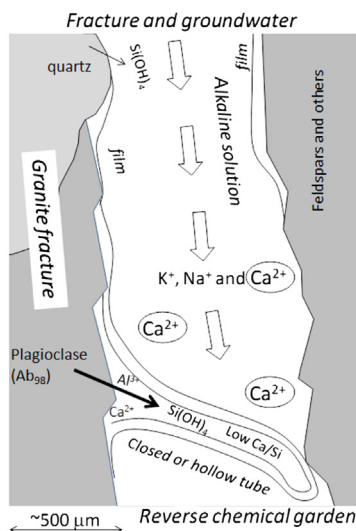 Fracture and groundwater
quartz
Si(OH)₄
film
Alkaline solution
film
Feldspars and others
Granite fracture
K⁺, Na⁺ and Ca²⁺
Ca²⁺
Ca²⁺
Plagioclase
(Ab₉₈)
Al³⁺
Ca²⁺
Si(OH)₄
Low Ca/Si
Closed or hollow tube
~500 μm
Reverse chemical garden